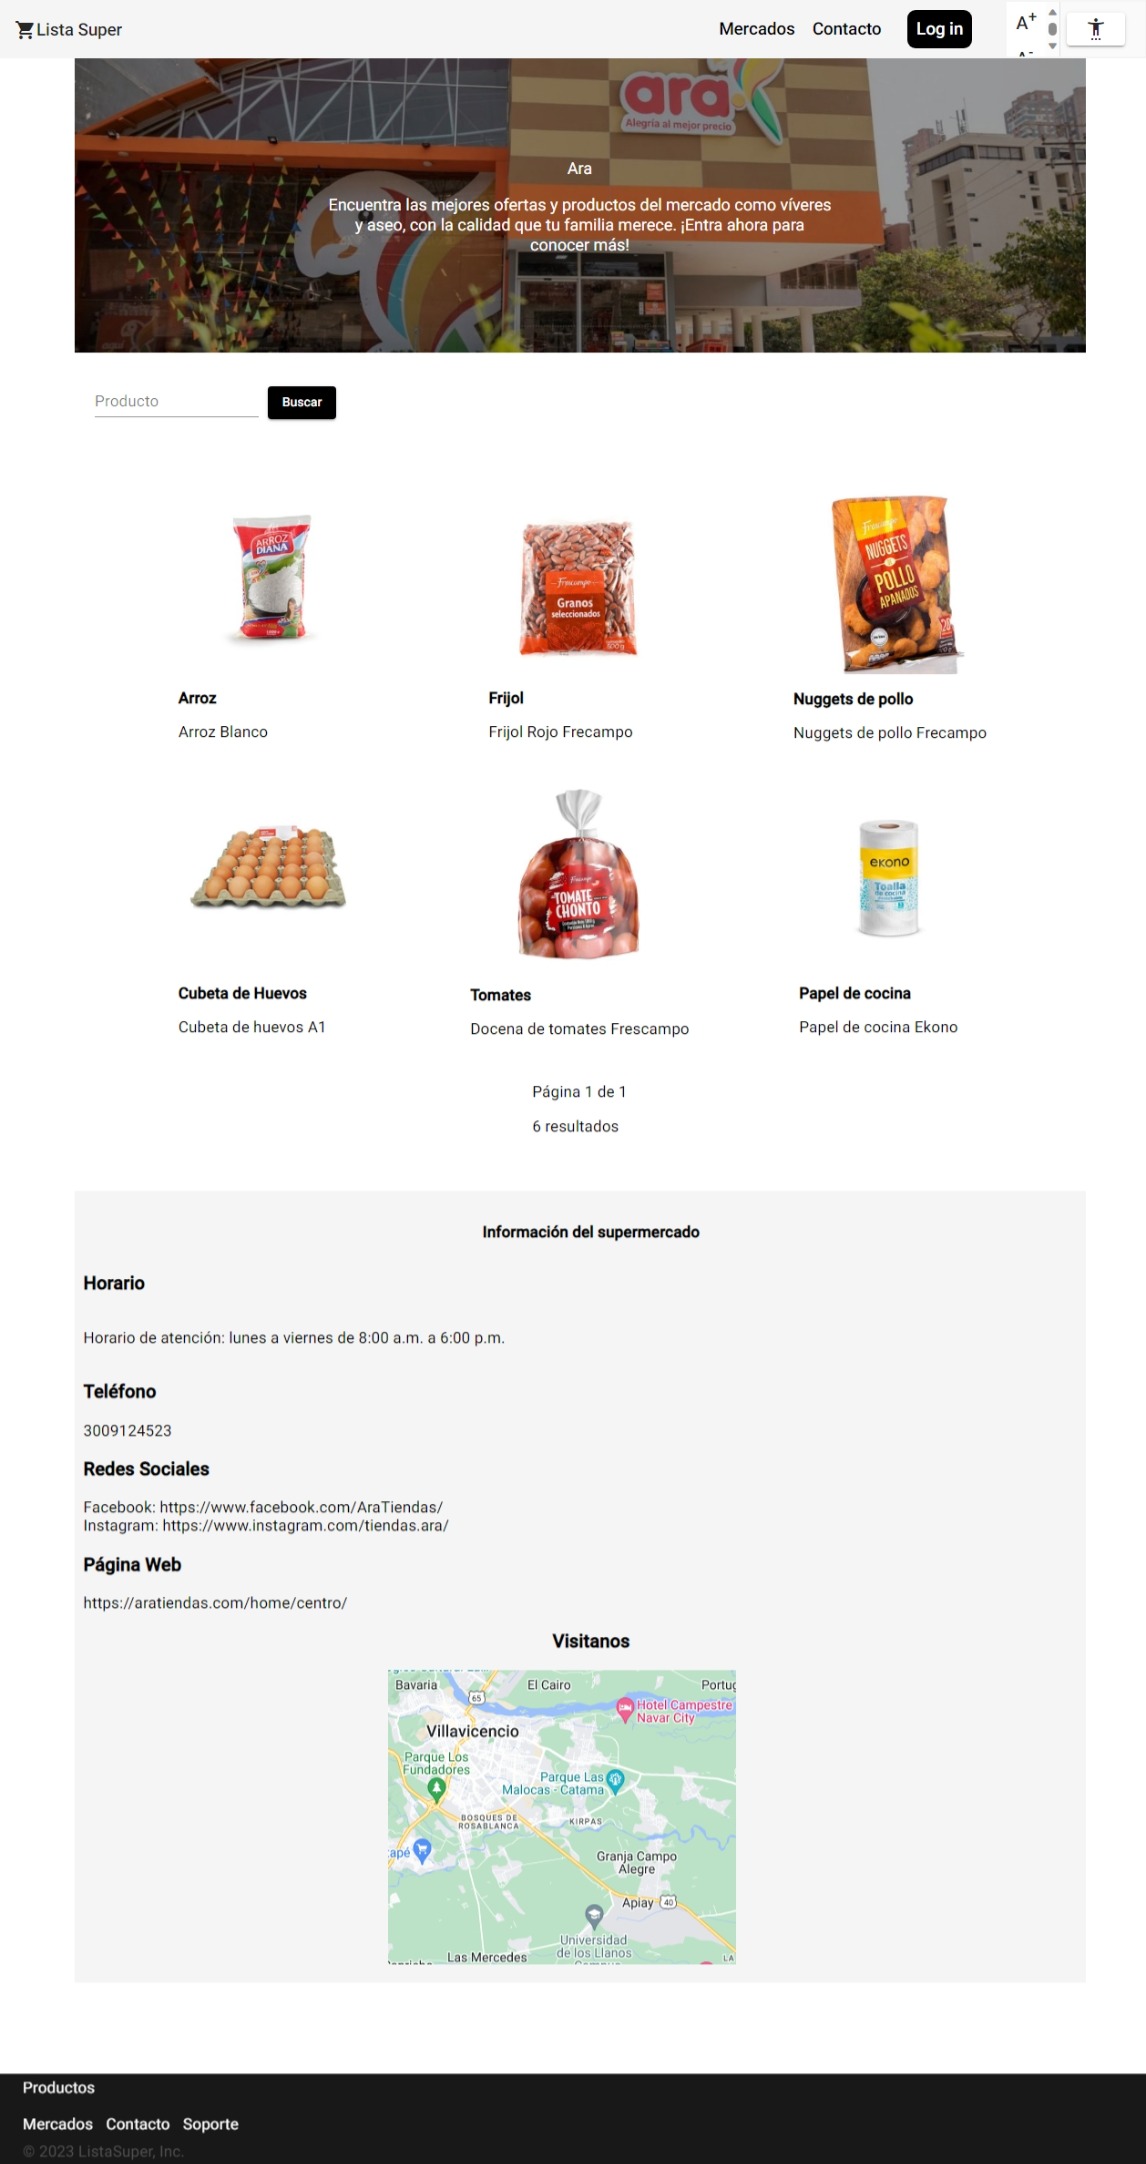 Lista Super
Mercados Contacto Log in
A+
ara
Alegría al mejor precio
Ara
Encuentra las mejores ofertas y productos del mercado como víveres
y aseo, con la calidad que tu familia merece. ¡Entra ahora para
conocer más!
Producto
Buscar
ARROZ
DIANA
Frescampo
Granos
seleccionados
500 g
Frescampo
NUGGETS
POLLO
APANADOS
20
Arroz
Arroz Blanco
Frijol
Frijol Rojo Frecampo
Nuggets de pollo
Nuggets de pollo Frecampo
Frescampo
TOMATE
CHONTO
ekono
Toalla
de cocina
Cubeta de Huevos
Cubeta de huevos A1
Tomates
Docena de tomates Frescampo
Papel de cocina
Papel de cocina Ekono
Página 1 de 1
6 resultados
Información del supermercado
Horario
Horario de atención: lunes a viernes de 8:00 a.m. a 6:00 p.m.
Teléfono
3009124523
Redes Sociales
Facebook: https://www.facebook.com/AraTiendas/
Instagram: https://www.instagram.com/tiendas.ara/
Página Web
https://aratiendas.com/home/centro/
Visitanos
Bavaria
65
El Cairo
Portug
Hotel Campestre
Navar City
Villavicencio
Parque Los
Fundadores
Parque Las
Malocas - Catama
BOSQUES DE
ROSABLANCA
KIRPAS
apé
Granja Campo
Alegre
Apiay
40
Universidad
de los Llanos
Las Mercedes
LA
Productos
Mercados Contacto Soporte
© 2023 ListaSuper, Inc.